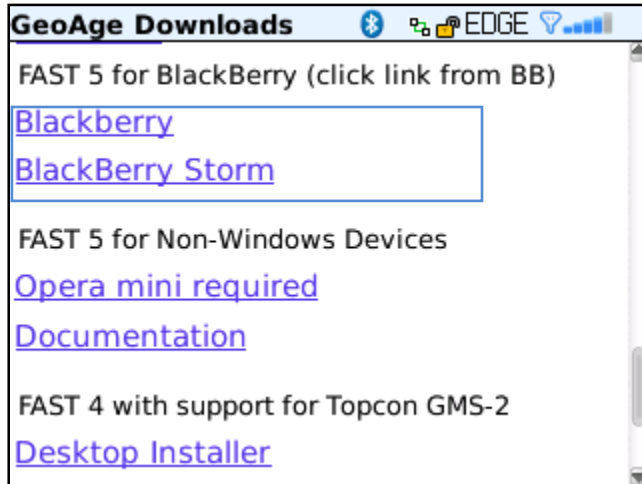 GeoAge Downloads EDGE
FAST 5 for BlackBerry (click link from BB)
Blackberry
BlackBerry Storm
FAST 5 for Non-Windows Devices
Opera mini required
Documentation
FAST 4 with support for Topcon GMS-2
Desktop Installer